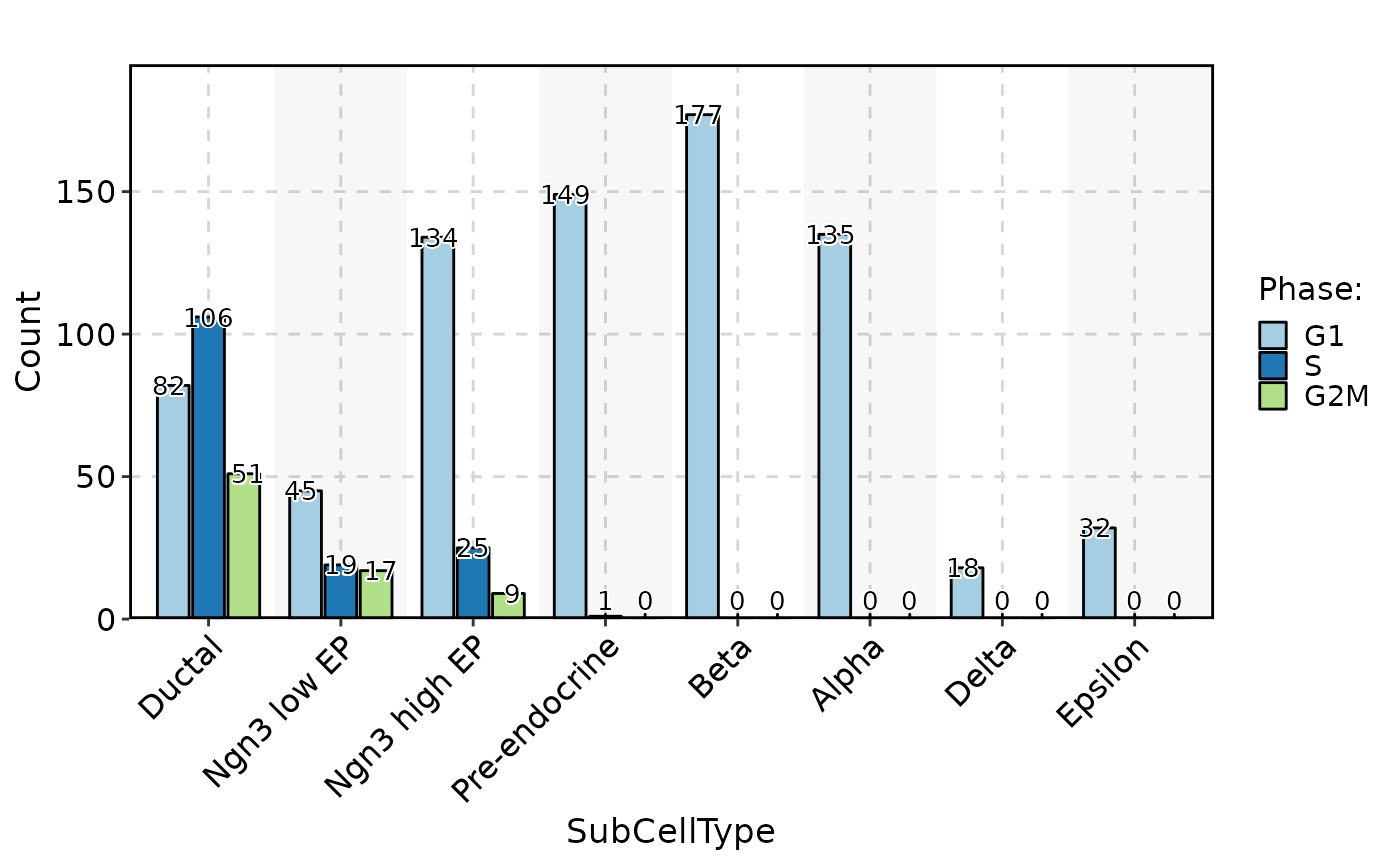 Count
150
100
50
0
82
106
51
45
19
17
134
25
9
149
1
0
177
0
0
135
0
0
18
0
0
32
0
0
Ductal
Ngn3 low EP
Ngn3 high EP
Pre-endocrine
Beta
Alpha
Delta
Epsilon
SubCellType
Phase:
G1
S
G2M